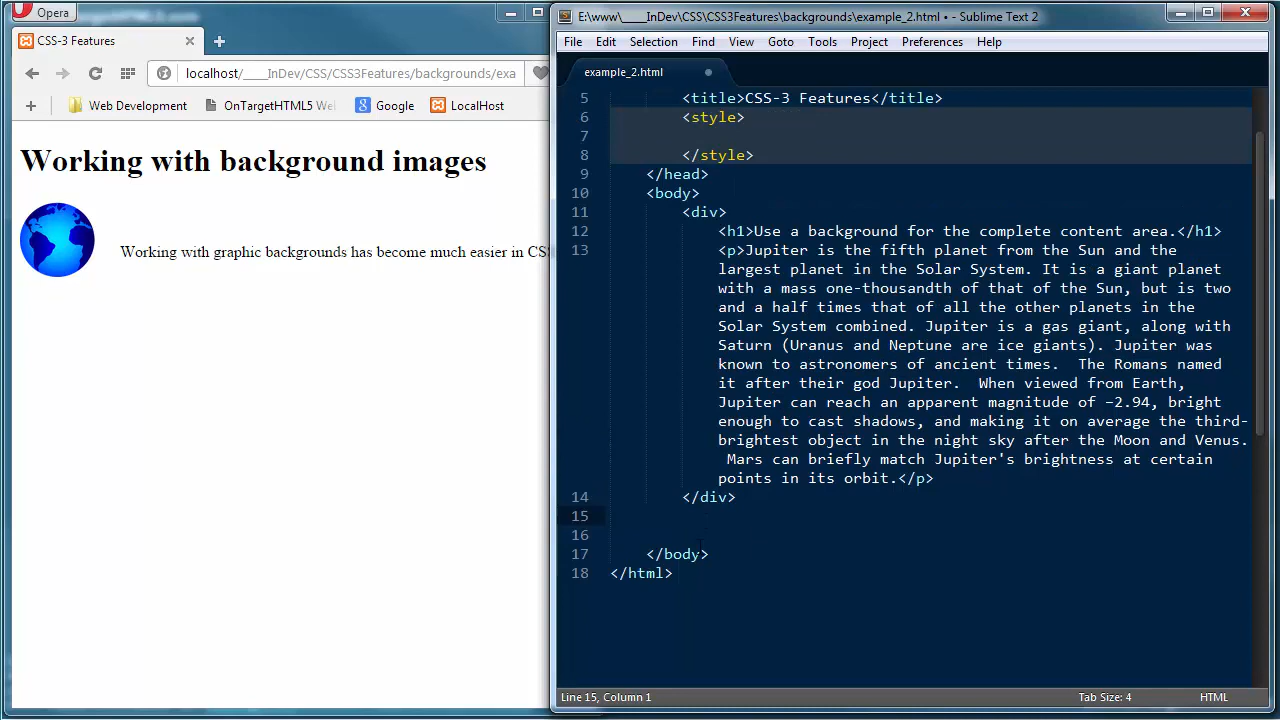 Opera
CSS-3 Features
localhost/____InDev/CSS/CSS3Features/backgrounds/exa
Web Development
OnTargetHTML5 We
Google
LocalHost
Working with background images
Working with graphic backgrounds has become much easier in CS
E:\www\____InDev\CSS\CSS3Features\backgrounds\example_2.html • - Sublime Text 2
File Edit Selection Find View Goto Tools Project Preferences Help
example_2.html
5 <title>CSS-3 Features</title>
6 <style>
7
8 </style>
9 </head>
10 <body>
11 <div>
12 <h1>Use a background for the complete content area.</h1>
13 <p>Jupiter is the fifth planet from the Sun and the
largest planet in the Solar System. It is a giant planet
with a mass one-thousandth of that of the Sun, but is two
and a half times that of all the other planets in the
Solar System combined. Jupiter is a gas giant, along with
Saturn (Uranus and Neptune are ice giants). Jupiter was
known to astronomers of ancient times.  The Romans named
it after their god Jupiter.  When viewed from Earth,
Jupiter can reach an apparent magnitude of −2.94, bright
enough to cast shadows, and making it on average the third-
brightest object in the night sky after the Moon and Venus.
Mars can briefly match Jupiter's brightness at certain
points in its orbit.</p>
14 </div>
15
16
17 </body>
18 </html>
Line 15, Column 1
Tab Size: 4
HTML